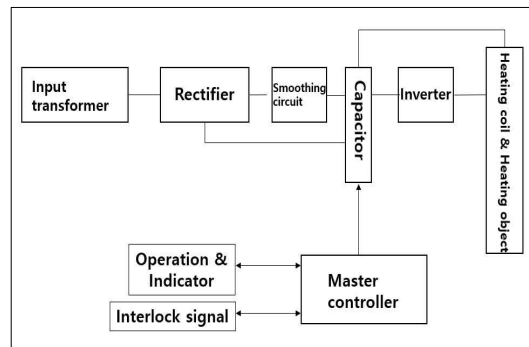 Input
transformer
Rectifier
Smoothing
circuit
Capacitor
Inverter
Heating coil & Heating object
Operation &
Indicator
Interlock signal
Master
controller